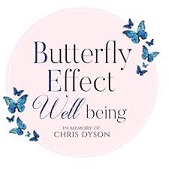 Butterfly
Effect
Well being
IN MEMORY OF
CHRIS DYSON